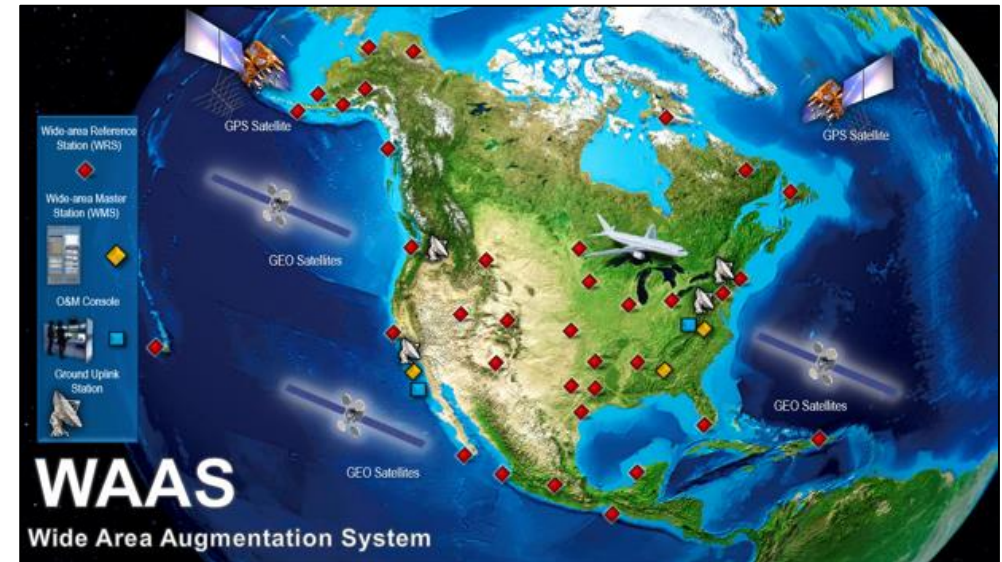 GPS Satellite
GPS Satellite
Wide-area Reference
Station (WRS)
Wide-area Master
Station (WMS)
O&M Console
Ground Uplink
Station
GEO Satellites
GEO Satellites
GEO Satellites
WAAS
Wide Area Augmentation System